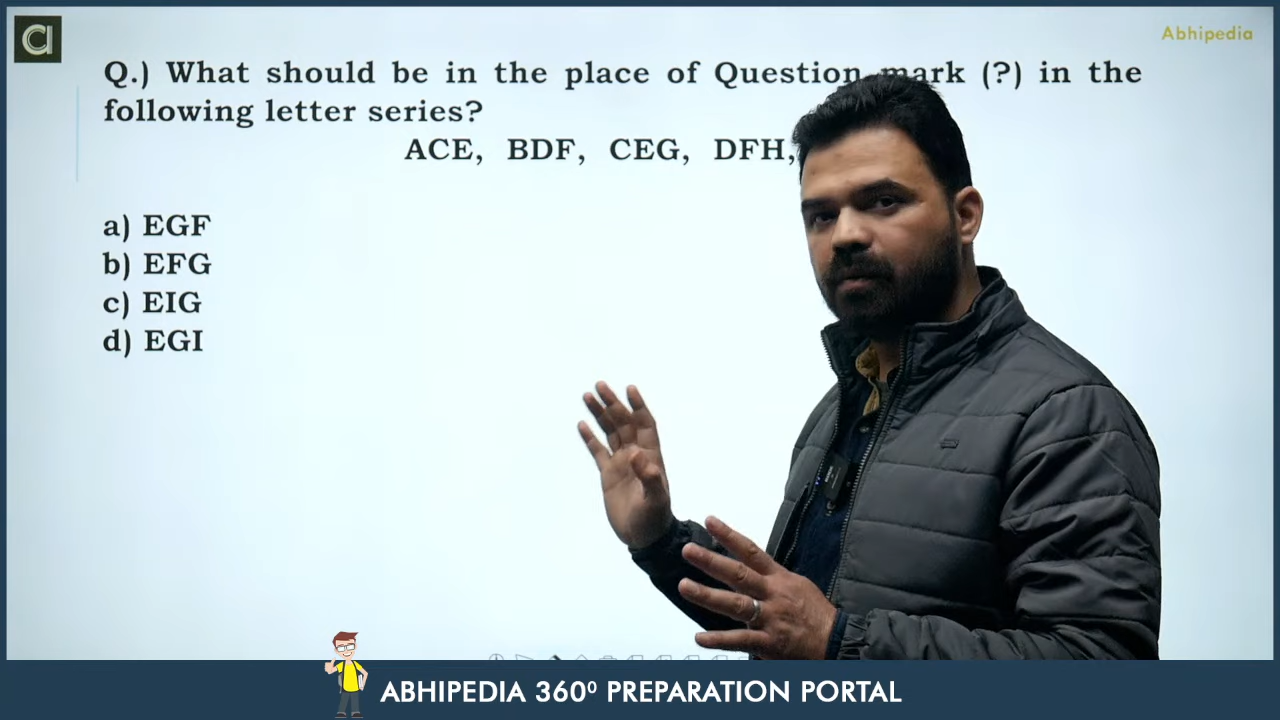 Abhipedia
Q.) What should be in the place of Question mark (?) in the
following letter series?
ACE, BDF, CEG, DFH,
a) EGF
b) EFG
c) EIG
d) EGI
ABHIPEDIA 360⁰ PREPARATION PORTAL